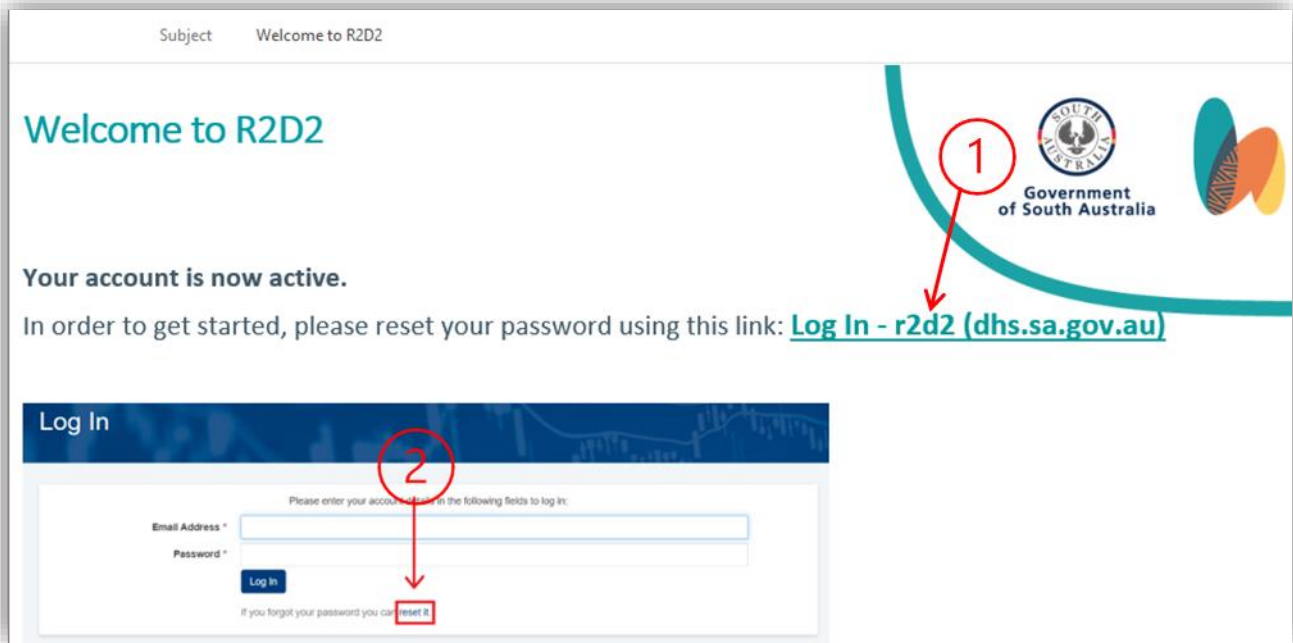 Subject Welcome to R2D2
Welcome to R2D2
1
SOUTH AUSTRALIA
Government
of South Australia
Your account is now active.
In order to get started, please reset your password using this link: Log In - r2d2 (dhs.sa.gov.au)
Log In
2
Please enter your account details in the following fields to log in:
Email Address *
Password *
Log In
If you forgot your password you can reset it.